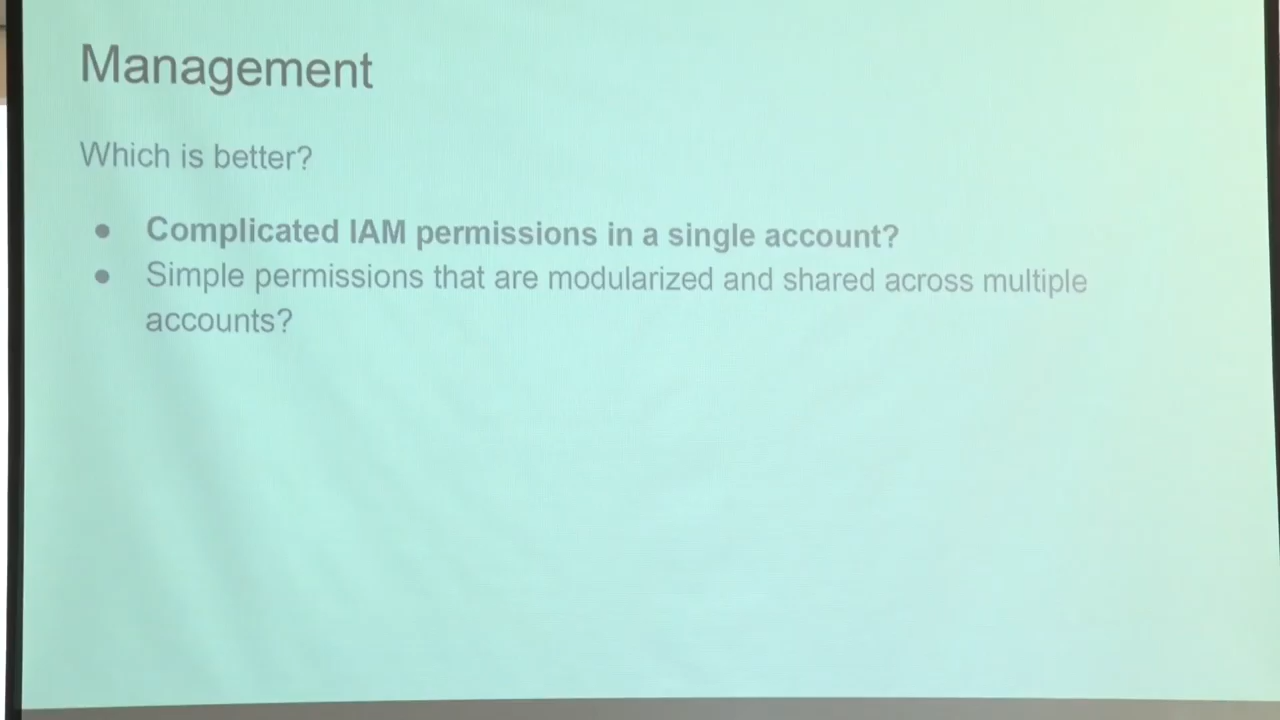 Management
Which is better?
● Complicated IAM permissions in a single account?
● Simple permissions that are modularized and shared across multiple
accounts?